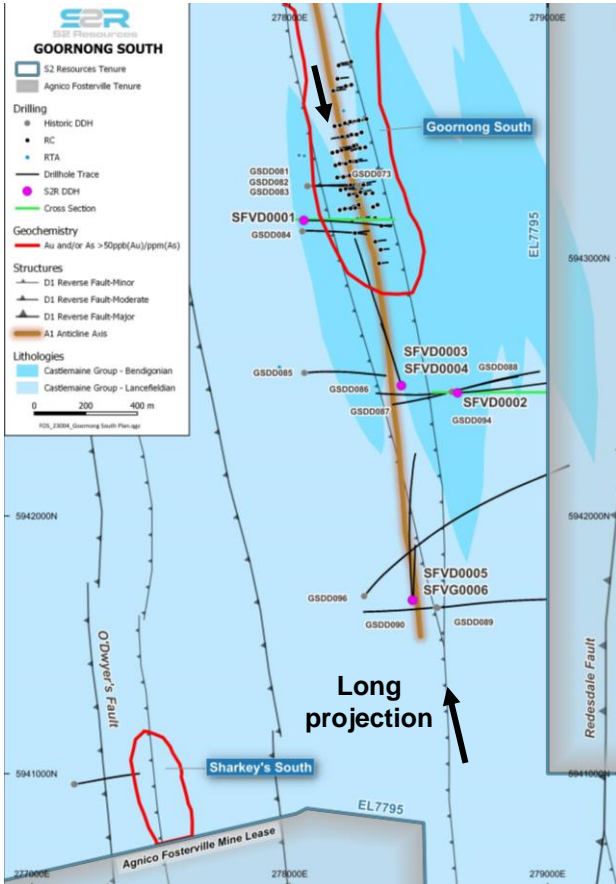 S2R
S2 Resources
GOORNONG SOUTH
S2 Resources Tenure
Agnico Fosterville Tenure
Drilling
Historic DDH
RC
RTA
Drillhole Trace
S2R DDH
Cross Section
Geochemistry
Au and/or As >50ppb(Au)/ppm(As)
Structures
D1 Reverse Fault-Minor
D1 Reverse Fault-Moderate
D1 Reverse Fault-Major
A1 Anticline Axis
Lithologies
Castlemaine Group - Bendigonian
Castlemaine Group - Lancefieldian
0 200 400 m
FOS_23004_Goornong South Plan.qgz
278000E
279000E
Goornong South
GSDD081
GSDD082
GSDD083
GSDD073
SFVD0001
GSDD084
EL7795
5943000N
SFVD0003
SFVD0004
GSDD085
GSDD088
GSDD086
SFVD0002
GSDD087
GSDD094
5942000N
5942000N
SFVD0005
SFVG0006
GSDD096
GSDD090
GSDD089
O'Dwyer's Fault
Redesdale Fault
Long
projection
5941000N
Sharkey's South
5941000N
EL7795
Agnico Fosterville Mine Lease
277000E
278000E
279000E